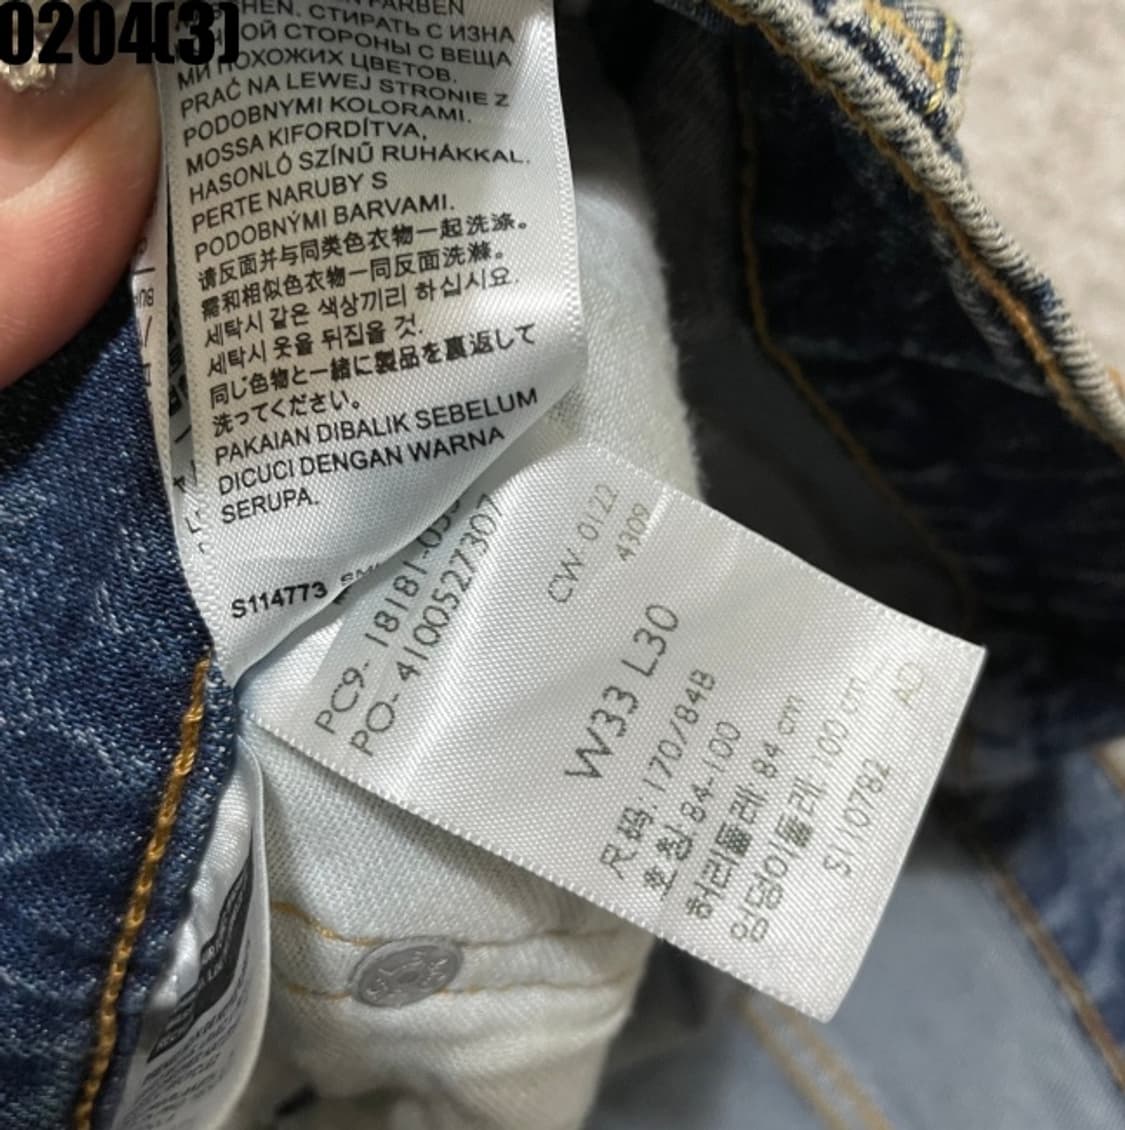 0204(3)
FARBEN
СТИРАТЬ С ИЗНА
ОЙ СТОРОНЫ С ВЕЩА
МИ ПОХОЖИХ ЦВЕТОВ.
PRAĆ NA LEWEJ STRONIE Z
PODOBNYMI KOLORAMI.
MOSSA KIFORDÍTVA,
HASONLÓ SZÍNŰ RUHÁKKAL.
PERTE NARUBY S
PODOBNÝMI BARVAMI.
请反面并与同类色衣物一起洗涤。
需和相似色衣物一同反面洗滌。
세탁시 같은 색상끼리 하십시요.
세탁시 옷을 뒤집을 것.
同じ色物と一緒に製品を裏返して
洗ってください。
PAKAIAN DIBALIK SEBELUM
DICUCI DENGAN WARNA
SERUPA.
S114773
PC9- 18181-
PO- 4100527307
CW-0122
4309
W33 L30
尺码: 170/84B
호칭: 84-100
허리둘레: 84 cm
엉덩이둘레: 100 cm
S110782